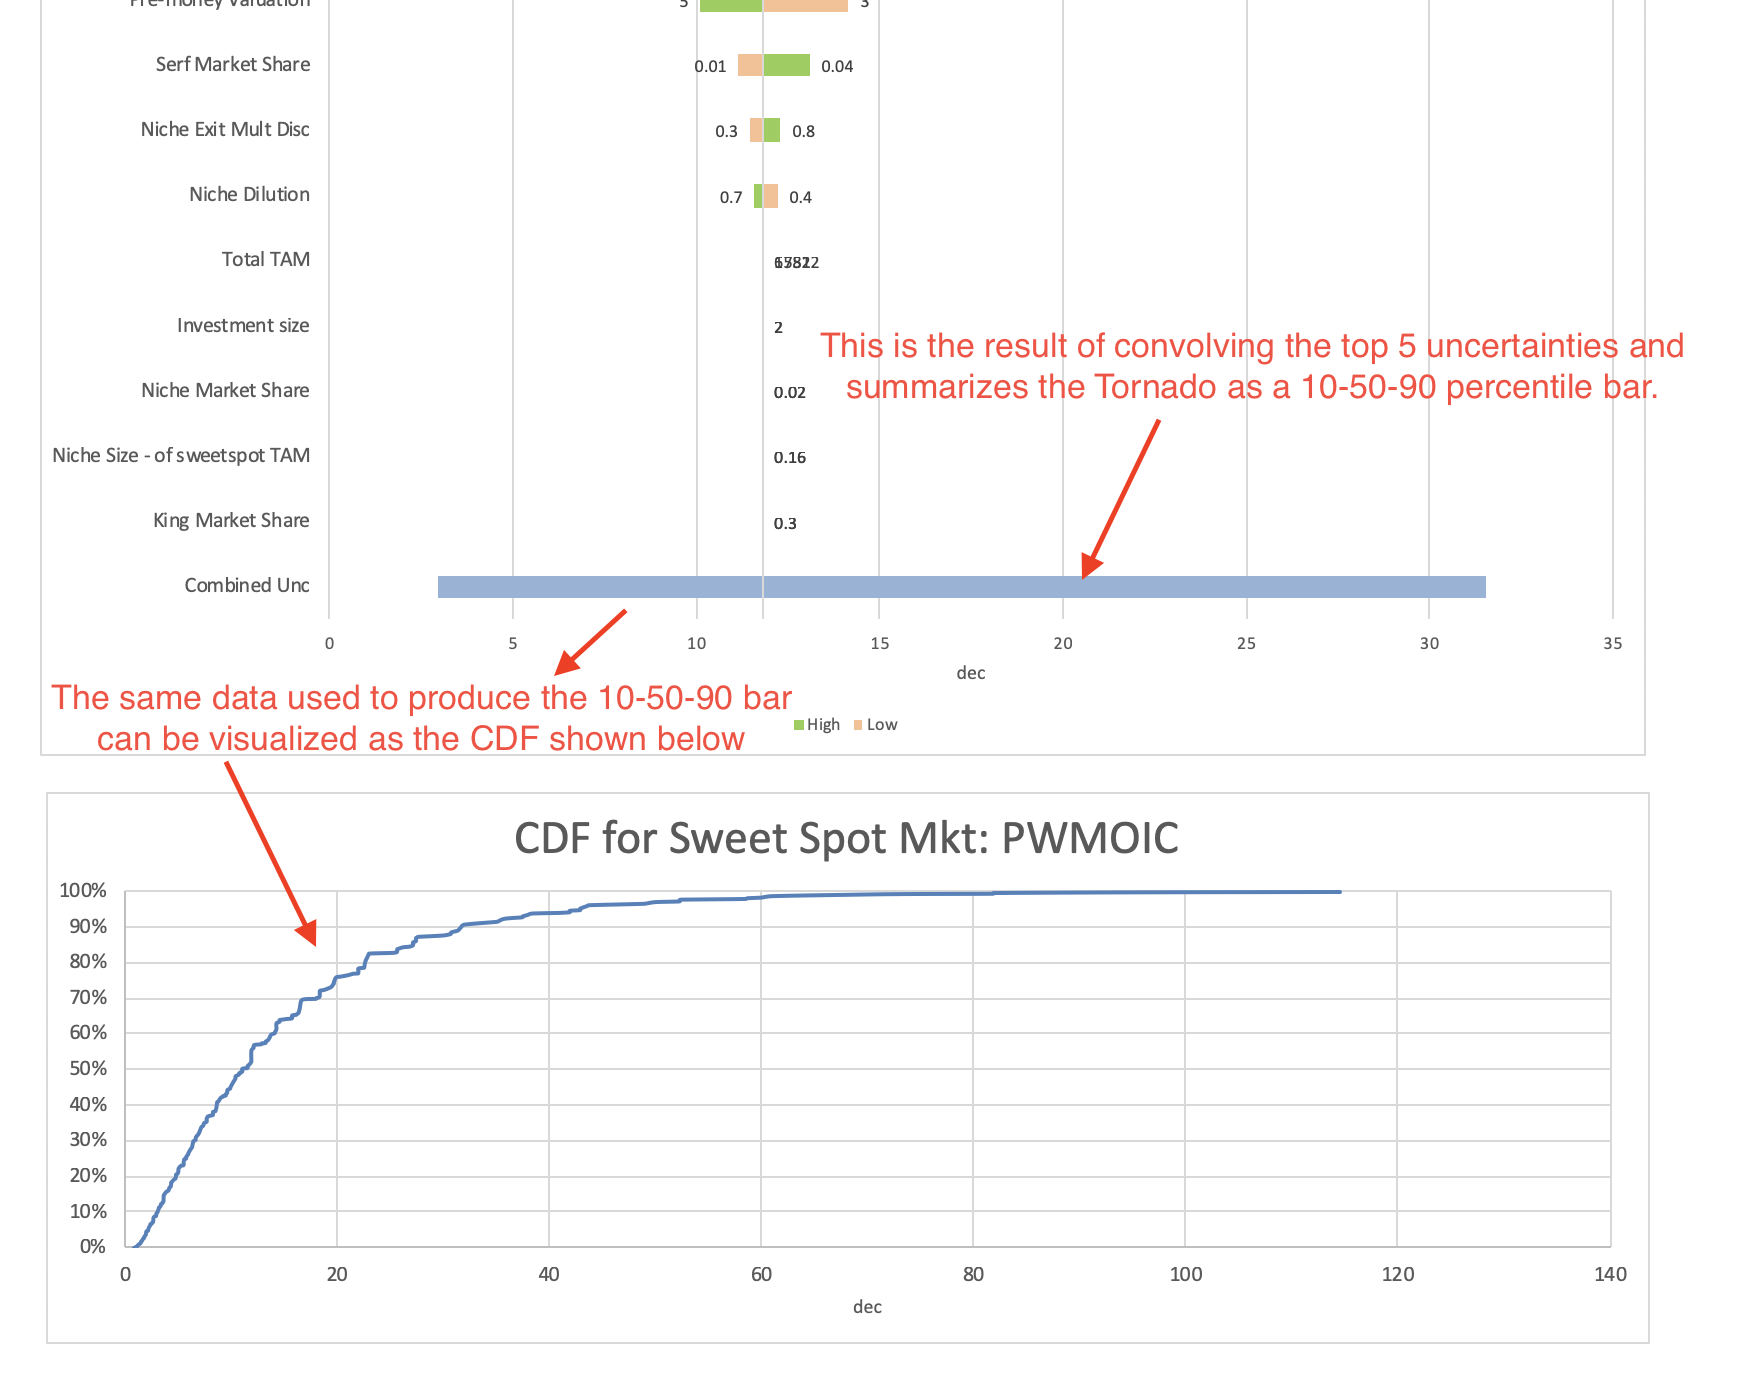 Pre-money Valuation
5
3
Serf Market Share
0.01
0.04
Niche Exit Mult Disc
0.3
0.8
Niche Dilution
0.7
0.4
Total TAM
Investment size
2
This is the result of convolving the top 5 uncertainties and
summarizes the Tornado as a 10-50-90 percentile bar.
Niche Market Share
0.02
Niche Size - of sweetspot TAM
0.16
King Market Share
0.3
Combined Unc
0 5 10 15 20 25 30 35
dec
The same data used to produce the 10-50-90 bar
can be visualized as the CDF shown below
High Low
CDF for Sweet Spot Mkt: PWMOIC
100%
90%
80%
70%
60%
50%
40%
30%
20%
10%
0%
0 20 40 60 80 100 120 140
dec